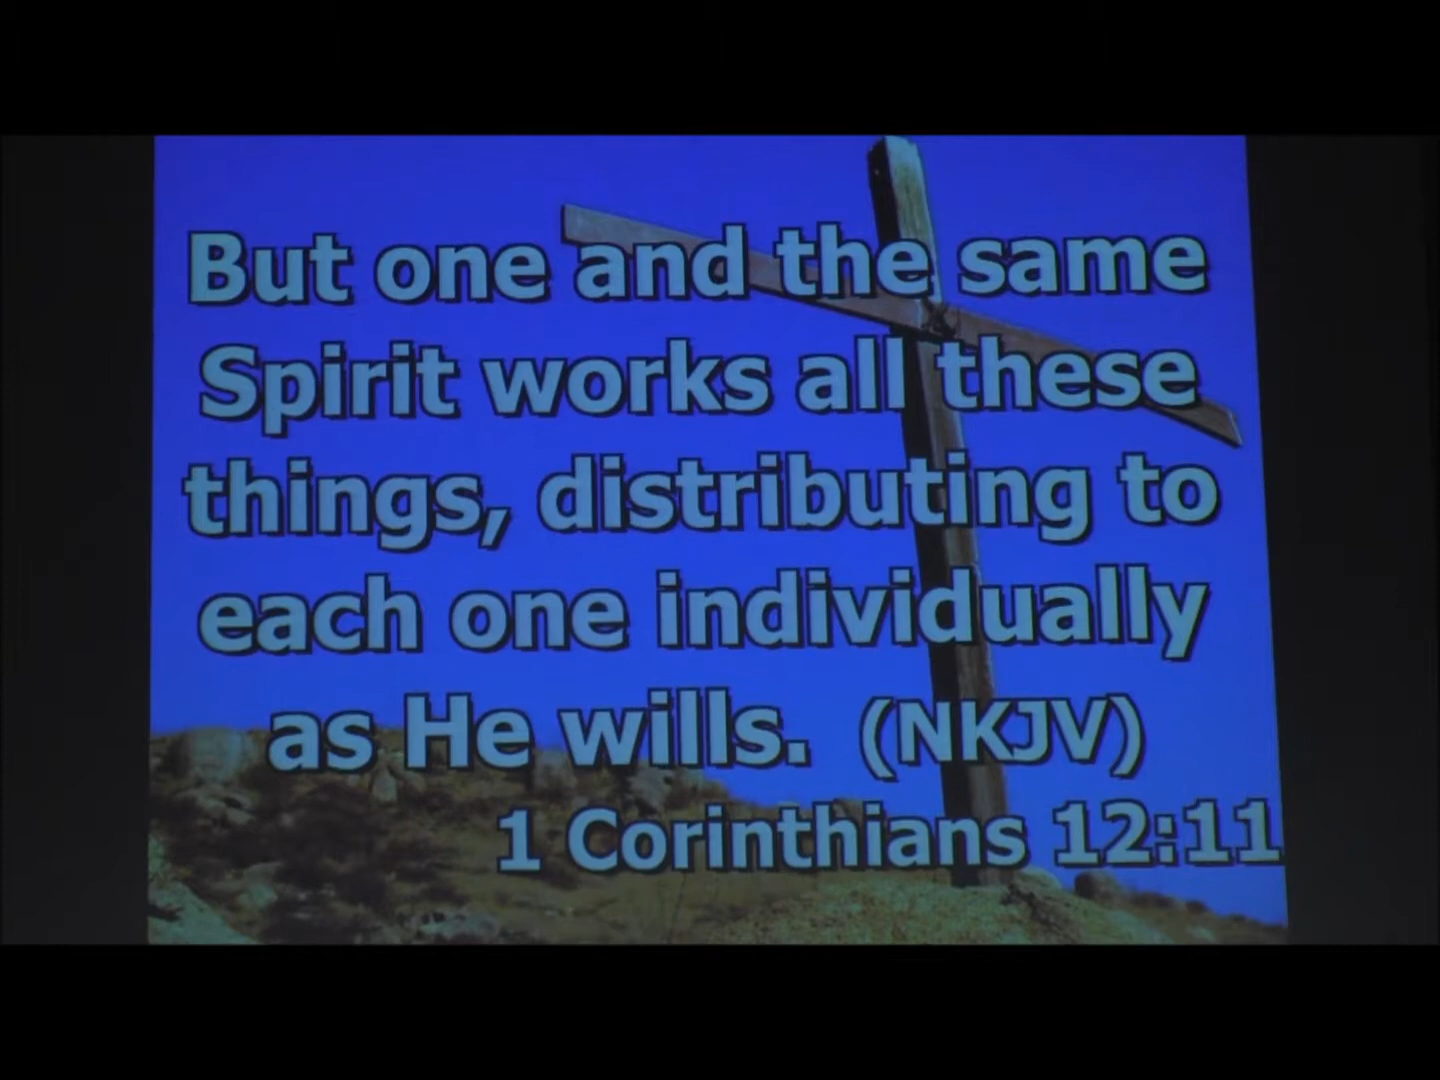 But one and the same
Spirit works all these
things, distributing to
each one individually
as He wills. (NKJV)
1 Corinthians 12:11